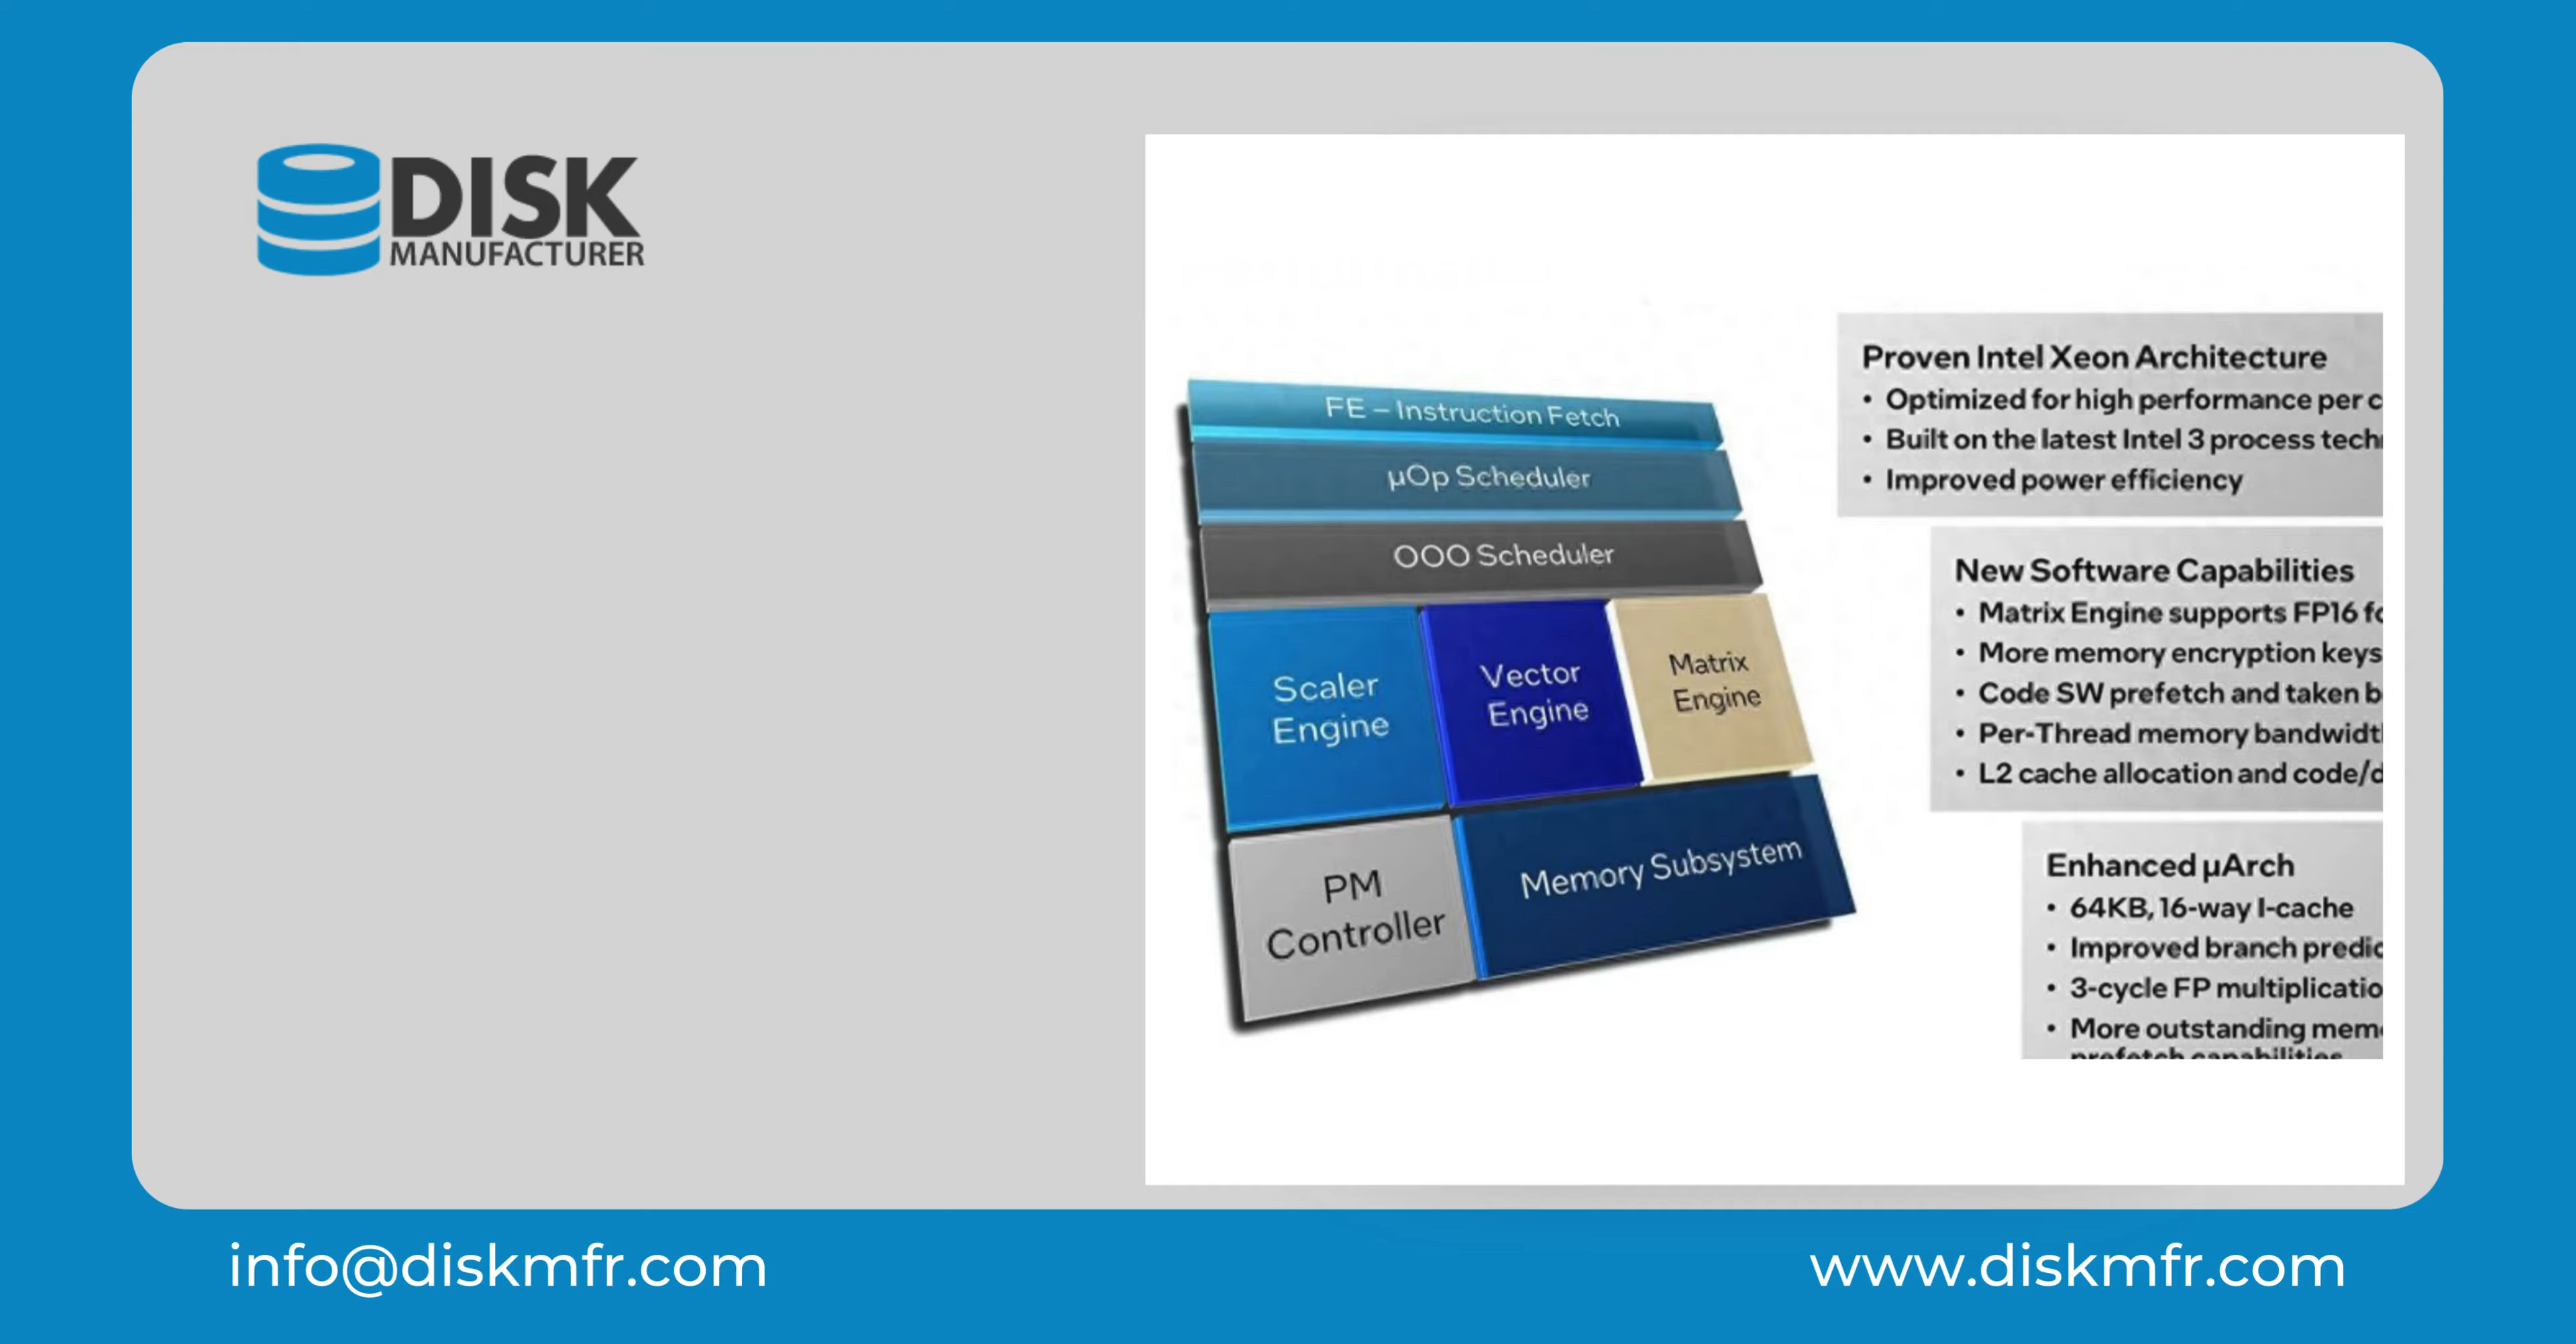 DISK
MANUFACTURER
FE – Instruction Fetch
µOp Scheduler
OOO Scheduler
Scaler
Engine
Vector
Engine
Matrix
Engine
PM
Controller
Memory Subsystem
Proven Intel Xeon Architecture
• Optimized for high performance per
• Built on the latest Intel 3 process
• Improved power efficiency
New Software Capabilities
• Matrix Engine supports FP16
• More memory encryption keys
• Code SW prefetch and taken
• Per-Thread memory
• L2 cache allocation and
Enhanced µArch
• 64KB, 16-way I-cache
• Improved branch
• 3-cycle FP
• More outstanding
prefetch capabilities
info@diskmfr.com
www.diskmfr.com